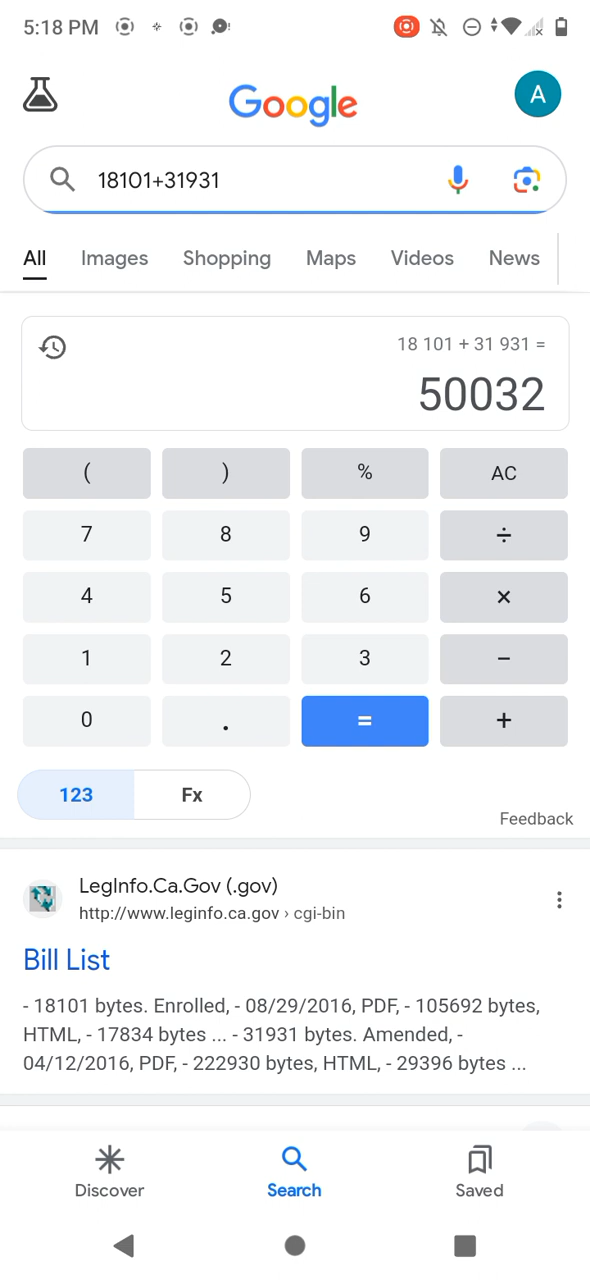 5:18 PM
Google
A
18101+31931
All Images Shopping Maps Videos News
18 101 + 31 931 =
50032
( ) % AC
7 8 9 ÷
4 5 6 ×
1 2 3 −
0 . = +
123 Fx
Feedback
LegInfo.Ca.Gov (.gov)
http://www.leginfo.ca.gov › cgi-bin
Bill List
- 18101 bytes. Enrolled, - 08/29/2016, PDF, - 105692 bytes,
HTML, - 17834 bytes ... - 31931 bytes. Amended, -
04/12/2016, PDF, - 222930 bytes, HTML, - 29396 bytes ...
Discover Search Saved